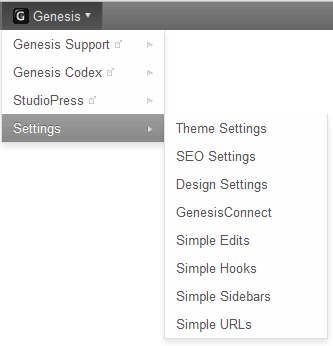 G Genesis
Genesis Support
Genesis Codex
StudioPress
Settings
Theme Settings
SEO Settings
Design Settings
GenesisConnect
Simple Edits
Simple Hooks
Simple Sidebars
Simple URLs